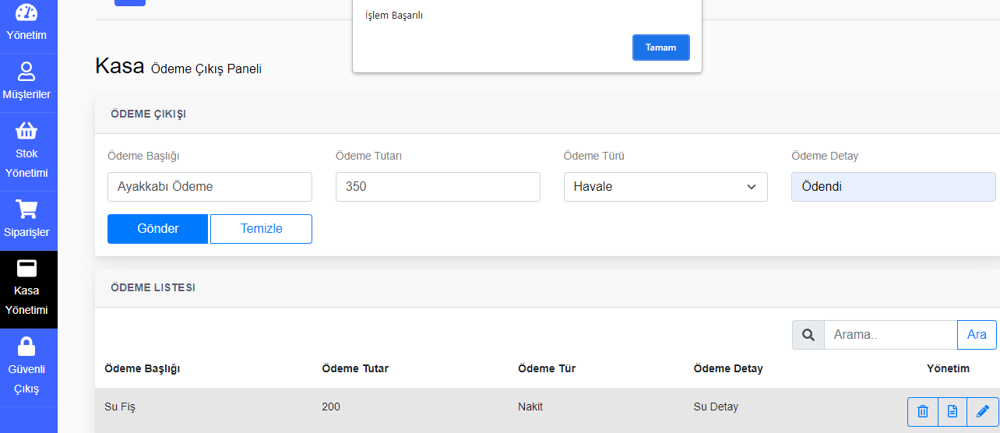 İşlem Başarılı
Tamam
Yönetim
Müşteriler
Stok
Yönetimi
Siparişler
Kasa
Yönetimi
Güvenli
Çıkış
Kasa Ödeme Çıkış Paneli
ÖDEME ÇIKIŞI
Ödeme Başlığı Ödeme Tutarı Ödeme Türü Ödeme Detay
Ayakkabı Ödeme 350 Havale Ödendi
Gönder Temizle
ÖDEME LISTESI
Arama.. Ara
Ödeme Başlığı Ödeme Tutar Ödeme Tür Ödeme Detay Yönetim
Su Fiş 200 Nakit Su Detay